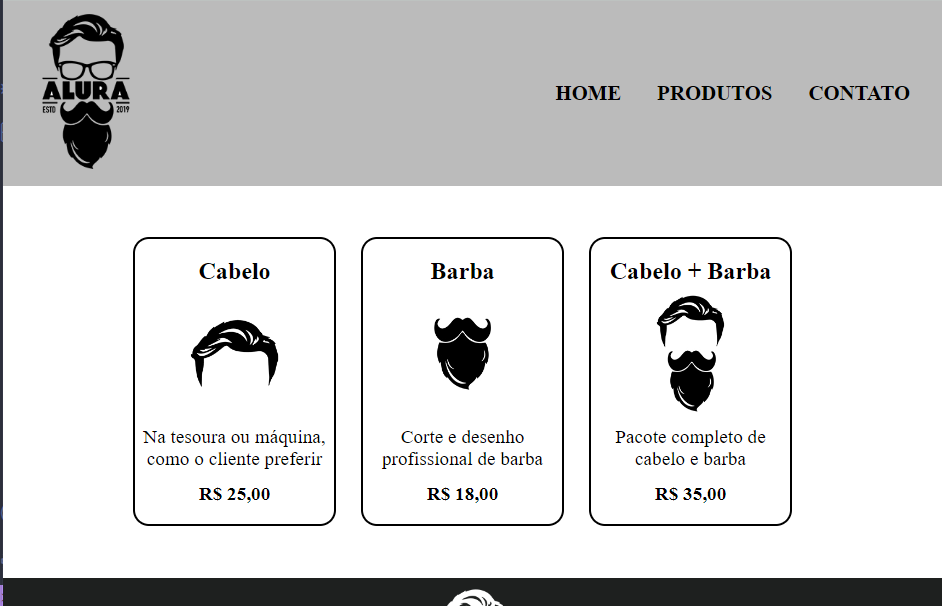 ALURA
ESTD 2019
HOME PRODUTOS CONTATO
Cabelo
Na tesoura ou máquina,
como o cliente preferir
R$ 25,00
Barba
Corte e desenho
profissional de barba
R$ 18,00
Cabelo + Barba
Pacote completo de
cabelo e barba
R$ 35,00